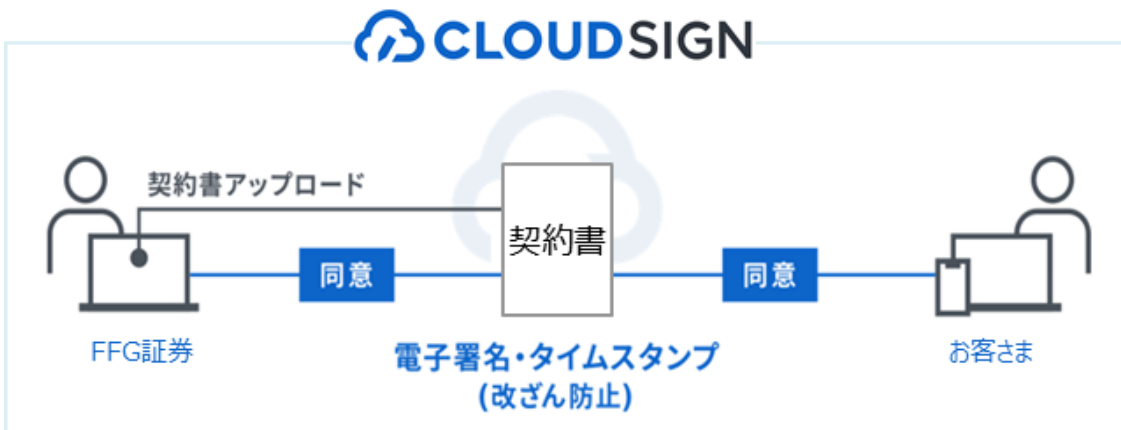 CLOUDSIGN
契約書アップロード
契約書
同意
同意
FFG証券
電子署名・タイムスタンプ
(改ざん防止)
お客さま